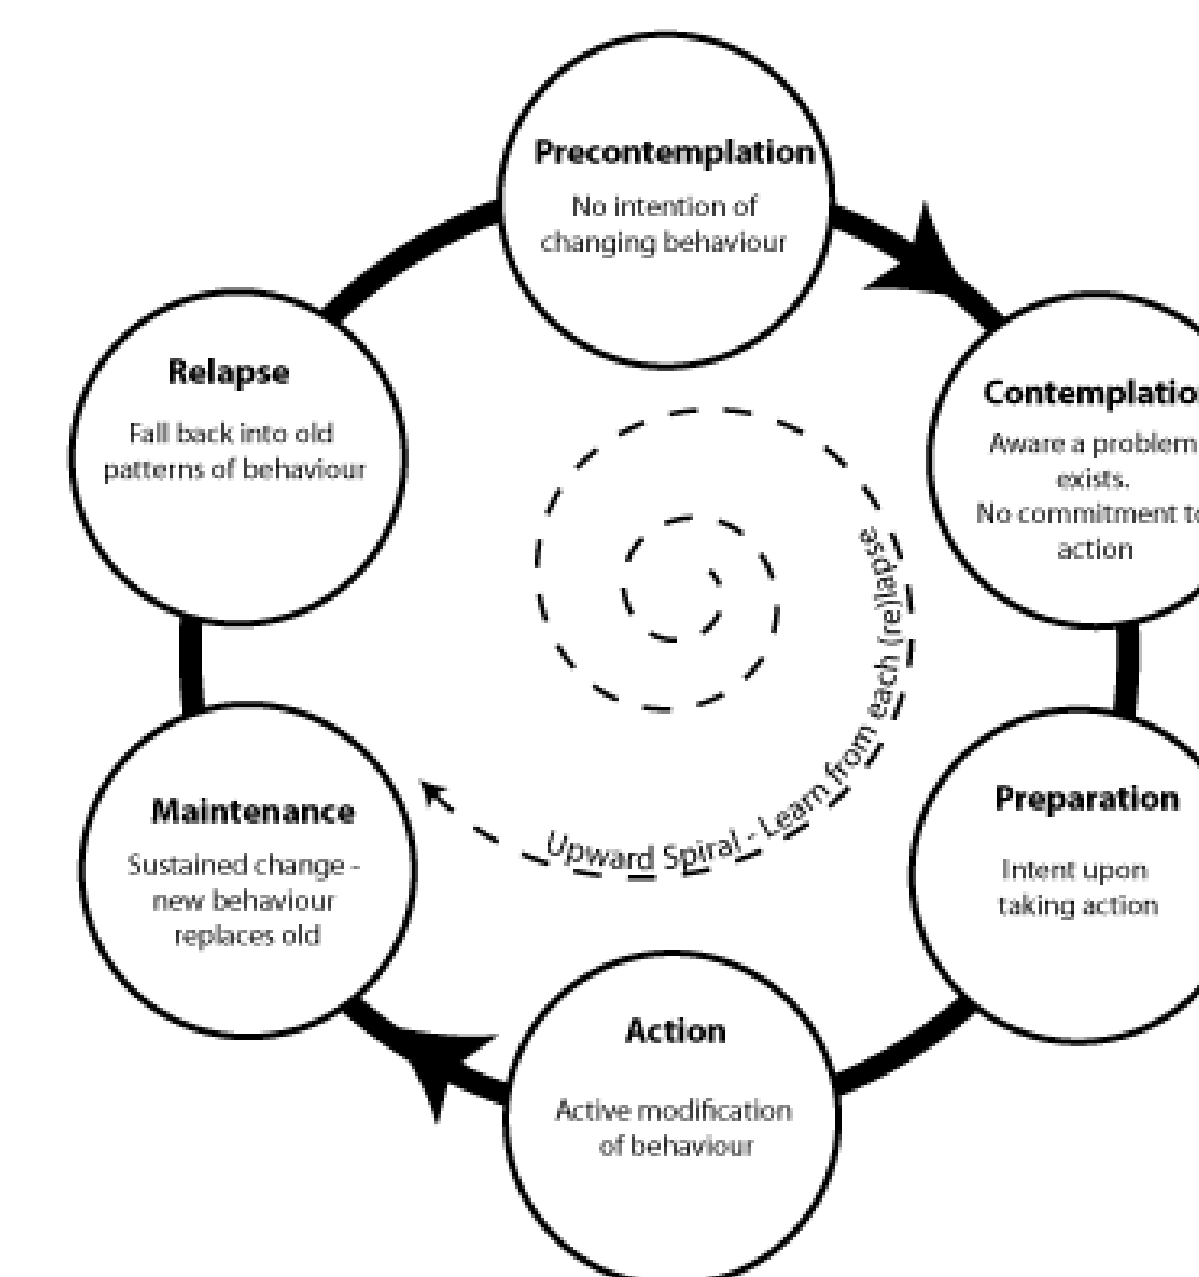 Precontemplation
No intention of
changing behaviour
Contemplatio
Aware a problem
exists.
No commitment to
action
Preparation
Intent upon
taking action
Action
Active modification
of behaviour
Maintenance
Sustained change -
new behaviour
replaces old
Relapse
Fall back into old
patterns of behaviour
Upward Spiral - Learn from each (re)lapse